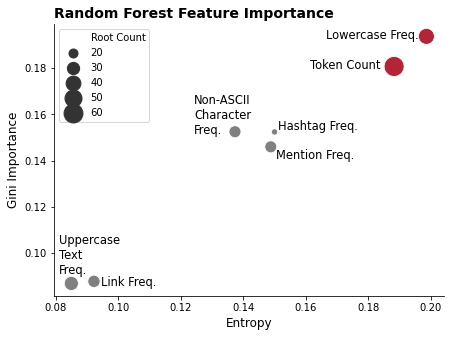 Random Forest Feature Importance
Root Count
20
30
40
50
60
Lowercase Freq.
Token Count
Non-ASCII
Character
Freq.
Hashtag Freq.
Mention Freq.
Uppercase
Text
Freq.
Link Freq.
Gini Importance
0.18
0.16
0.14
0.12
0.10
0.08
0.10
0.12
0.14
0.16
0.18
0.20
Entropy